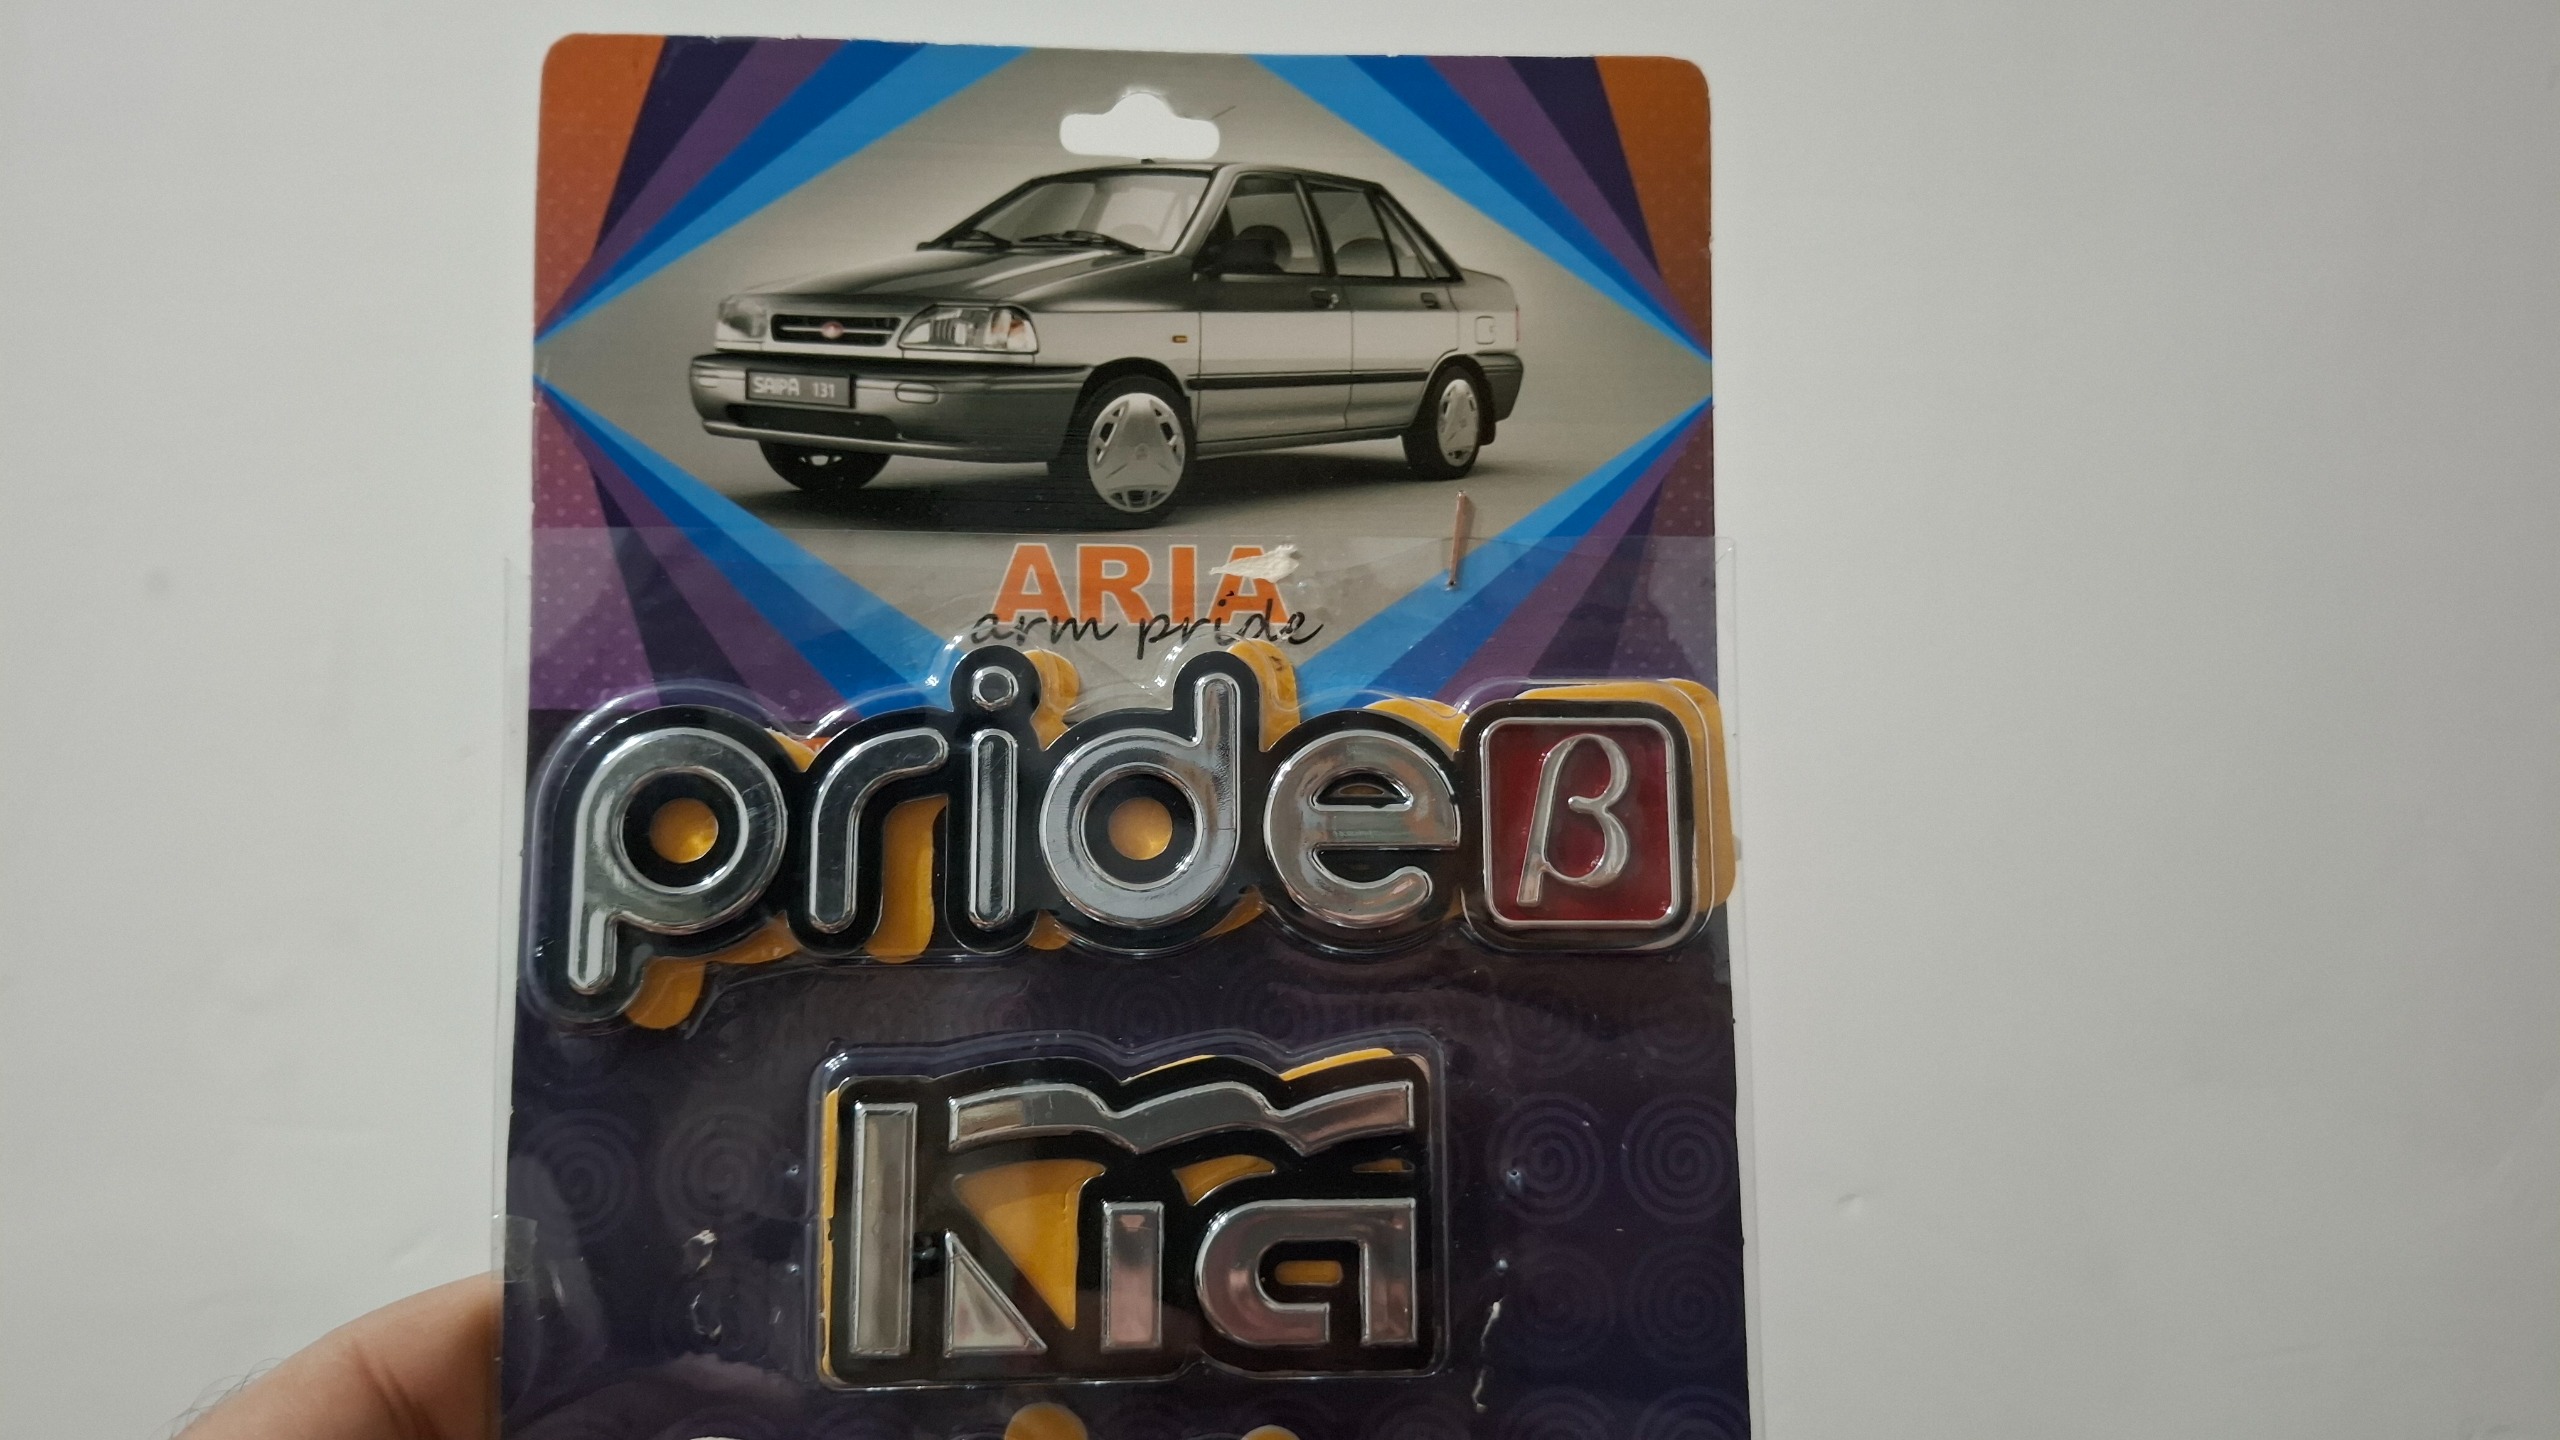 SAIPA 131
ARIA
arm pride
prideβ
kia